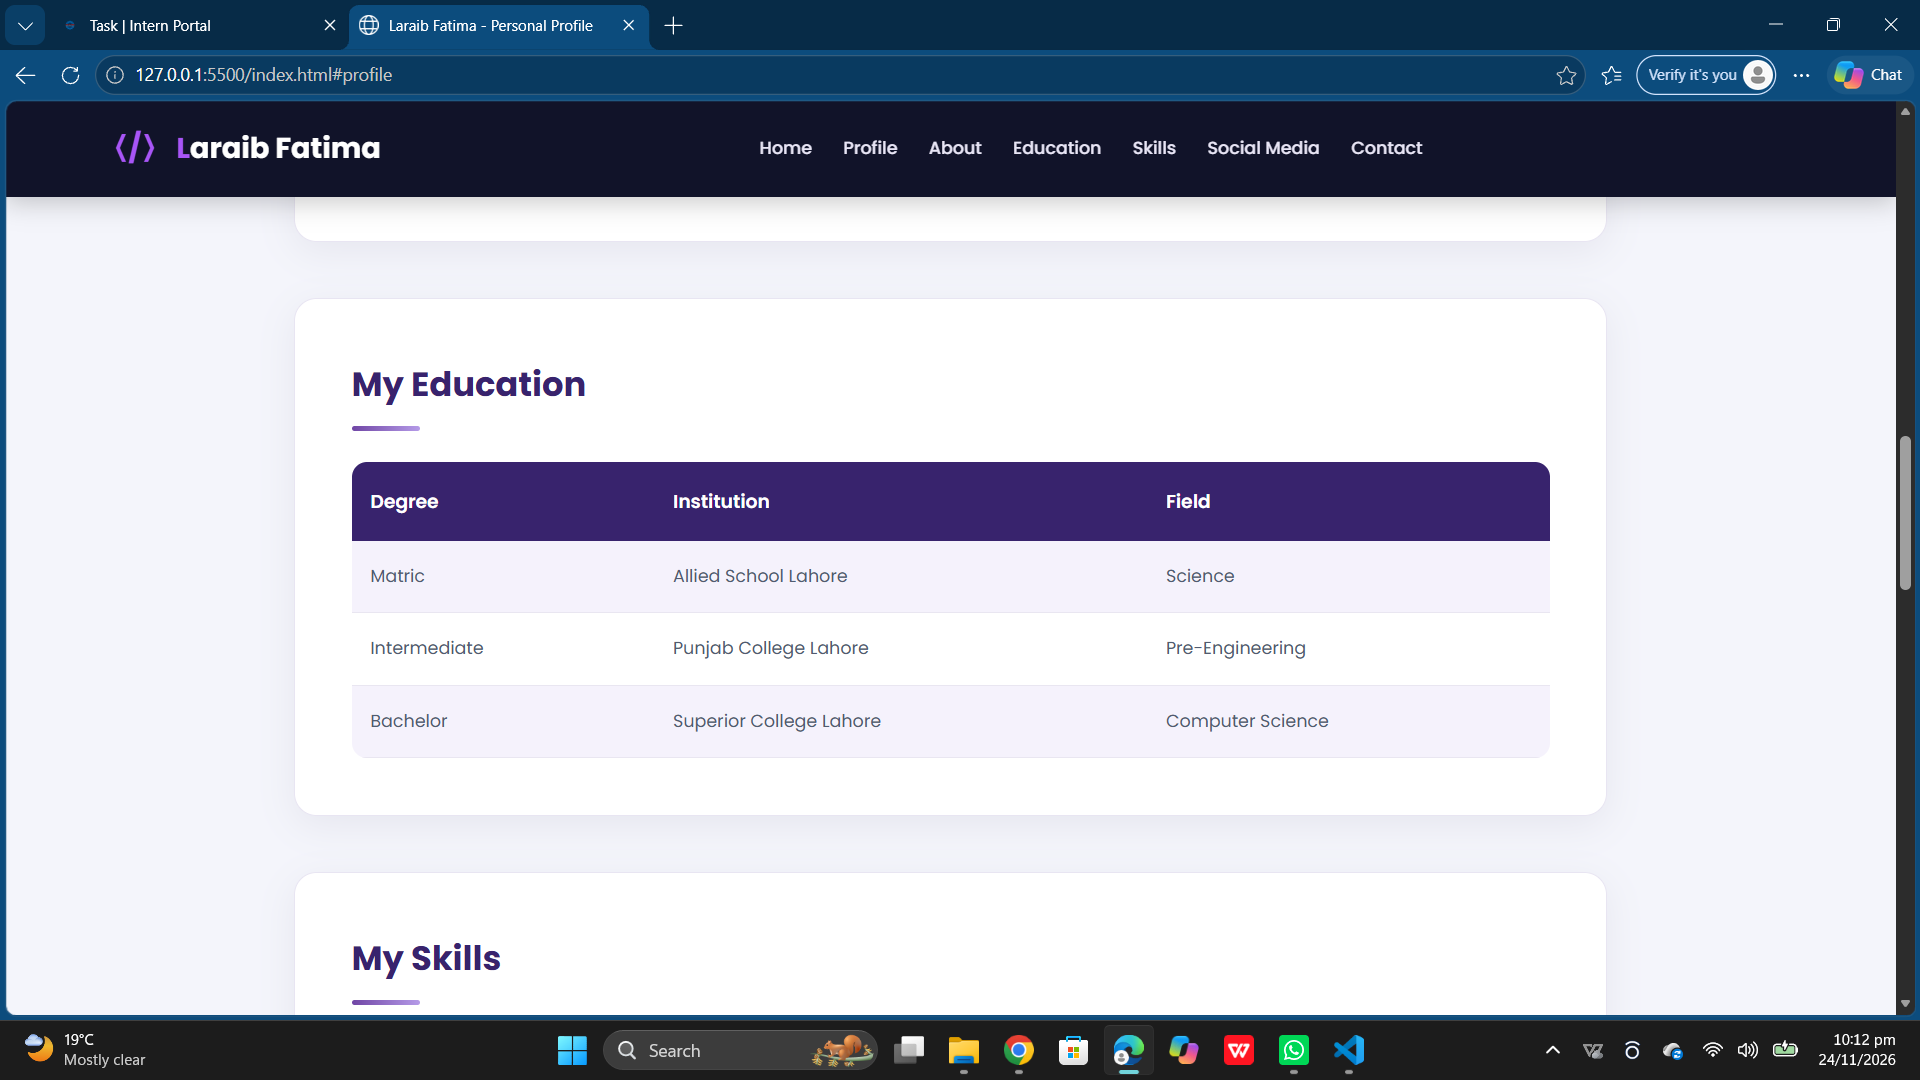 Task | Intern Portal
Laraib Fatima - Personal Profile
127.0.0.1:5500/index.html#profile
Verify it's you
Chat
Laraib Fatima
Home Profile About Education Skills Social Media Contact
My Education
Degree Institution Field
Matric Allied School Lahore Science
Intermediate Punjab College Lahore Pre-Engineering
Bachelor Superior College Lahore Computer Science
My Skills
19°C
Mostly clear
Search
10:12 pm
24/11/2026